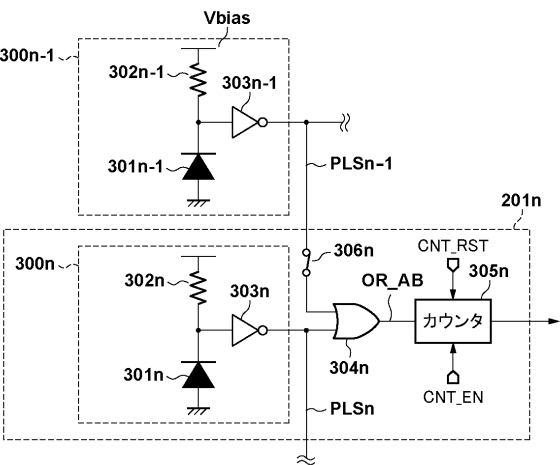 Vbias
300n-1
302n-1
303n-1
301n-1
PLSn-1
201n
300n
306n
CNT_RST
302n
303n
OR_AB
305n
カウンタ
304n
301n
PLSn
CNT_EN